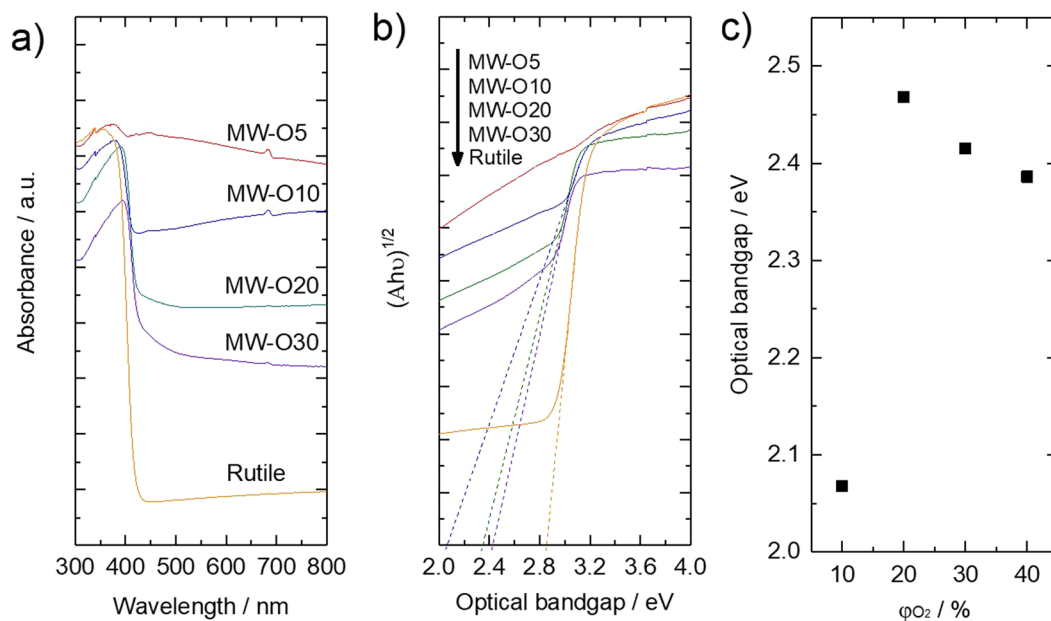 a)
Absorbance / a.u.
MW-O5
MW-O10
MW-O20
MW-O30
Rutile
300 400 500 600 700 800
Wavelength / nm
b)
(Ahυ)1/2
MW-O5
MW-O10
MW-O20
MW-O30
Rutile
2.0 2.4 2.8 3.2 3.6 4.0
Optical bandgap / eV
c)
Optical bandgap / eV
2.5
2.4
2.3
2.2
2.1
2.0
10 20 30 40
φO₂ / %